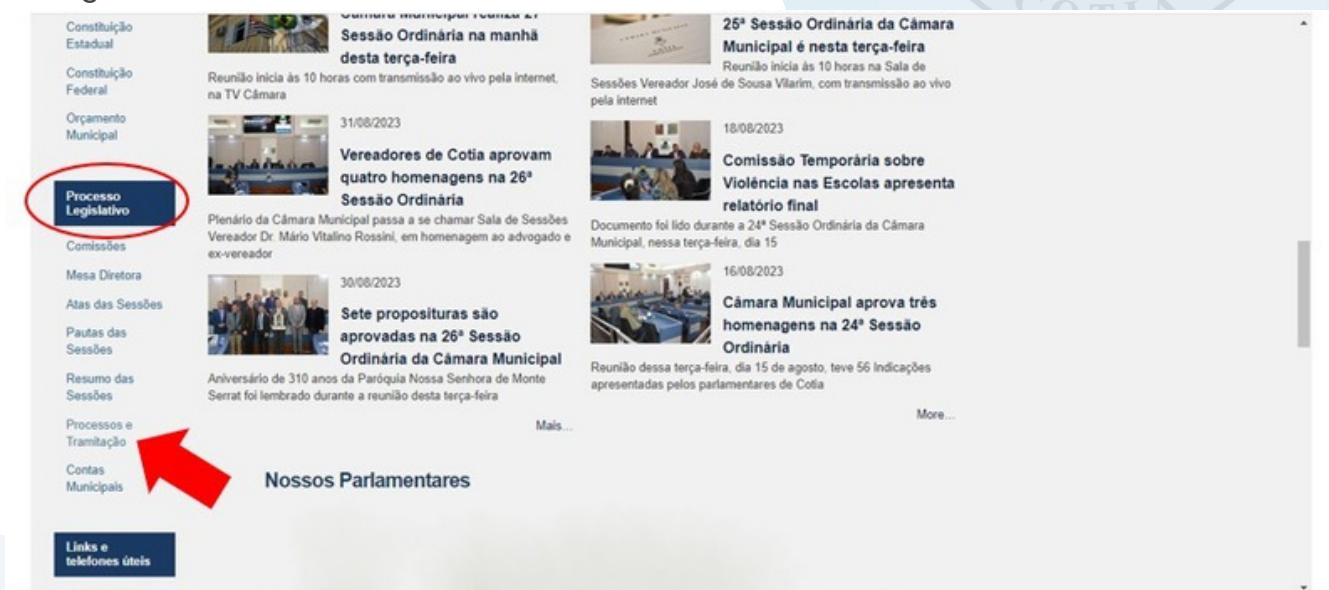 COTIA
Constituição
Estadual
Constituição
Federal
Orçamento
Municipal
Processo
Legislativo
Comissões
Mesa Diretora
Atas das Sessões
Pautas das
Sessões
Resumo das
Sessões
Processos e
Tramitação
Contas
Municipais
Links e
telefones úteis
Câmara Municipal realiza 27ª
Sessão Ordinária na manhã
desta terça-feira
Reunião inicia às 10 horas com transmissão ao vivo pela internet,
na TV Câmara
31/08/2023
Vereadores de Cotia aprovam
quatro homenagens na 26ª
Sessão Ordinária
Plenário da Câmara Municipal passa a se chamar Sala de Sessões
Vereador Dr. Mário Vitalino Rossini, em homenagem ao advogado e
ex-vereador
30/08/2023
Sete proposituras são
aprovadas na 26ª Sessão
Ordinária da Câmara Municipal
Aniversário de 310 anos da Paróquia Nossa Senhora de Monte
Serrat foi lembrado durante a reunião desta terça-feira
Mais...
25ª Sessão Ordinária da Câmara
Municipal é nesta terça-feira
Reunião inicia às 10 horas na Sala de
Sessões Vereador José de Sousa Vilarim, com transmissão ao vivo
pela internet
18/08/2023
Comissão Temporária sobre
Violência nas Escolas apresenta
relatório final
Documento foi lido durante a 24ª Sessão Ordinária da Câmara
Municipal, nessa terça-feira, dia 15
16/08/2023
Câmara Municipal aprova três
homenagens na 24ª Sessão
Ordinária
Reunião dessa terça-feira, dia 15 de agosto, teve 56 Indicações
apresentadas pelos parlamentares de Cotia
More...
Nossos Parlamentares